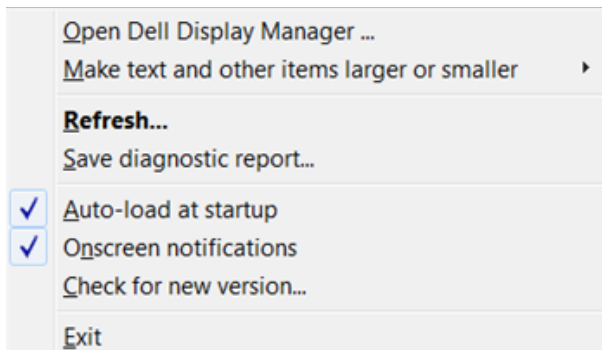 Open Dell Display Manager ...
Make text and other items larger or smaller
Refresh...
Save diagnostic report...
Auto-load at startup
Onscreen notifications
Check for new version...
Exit